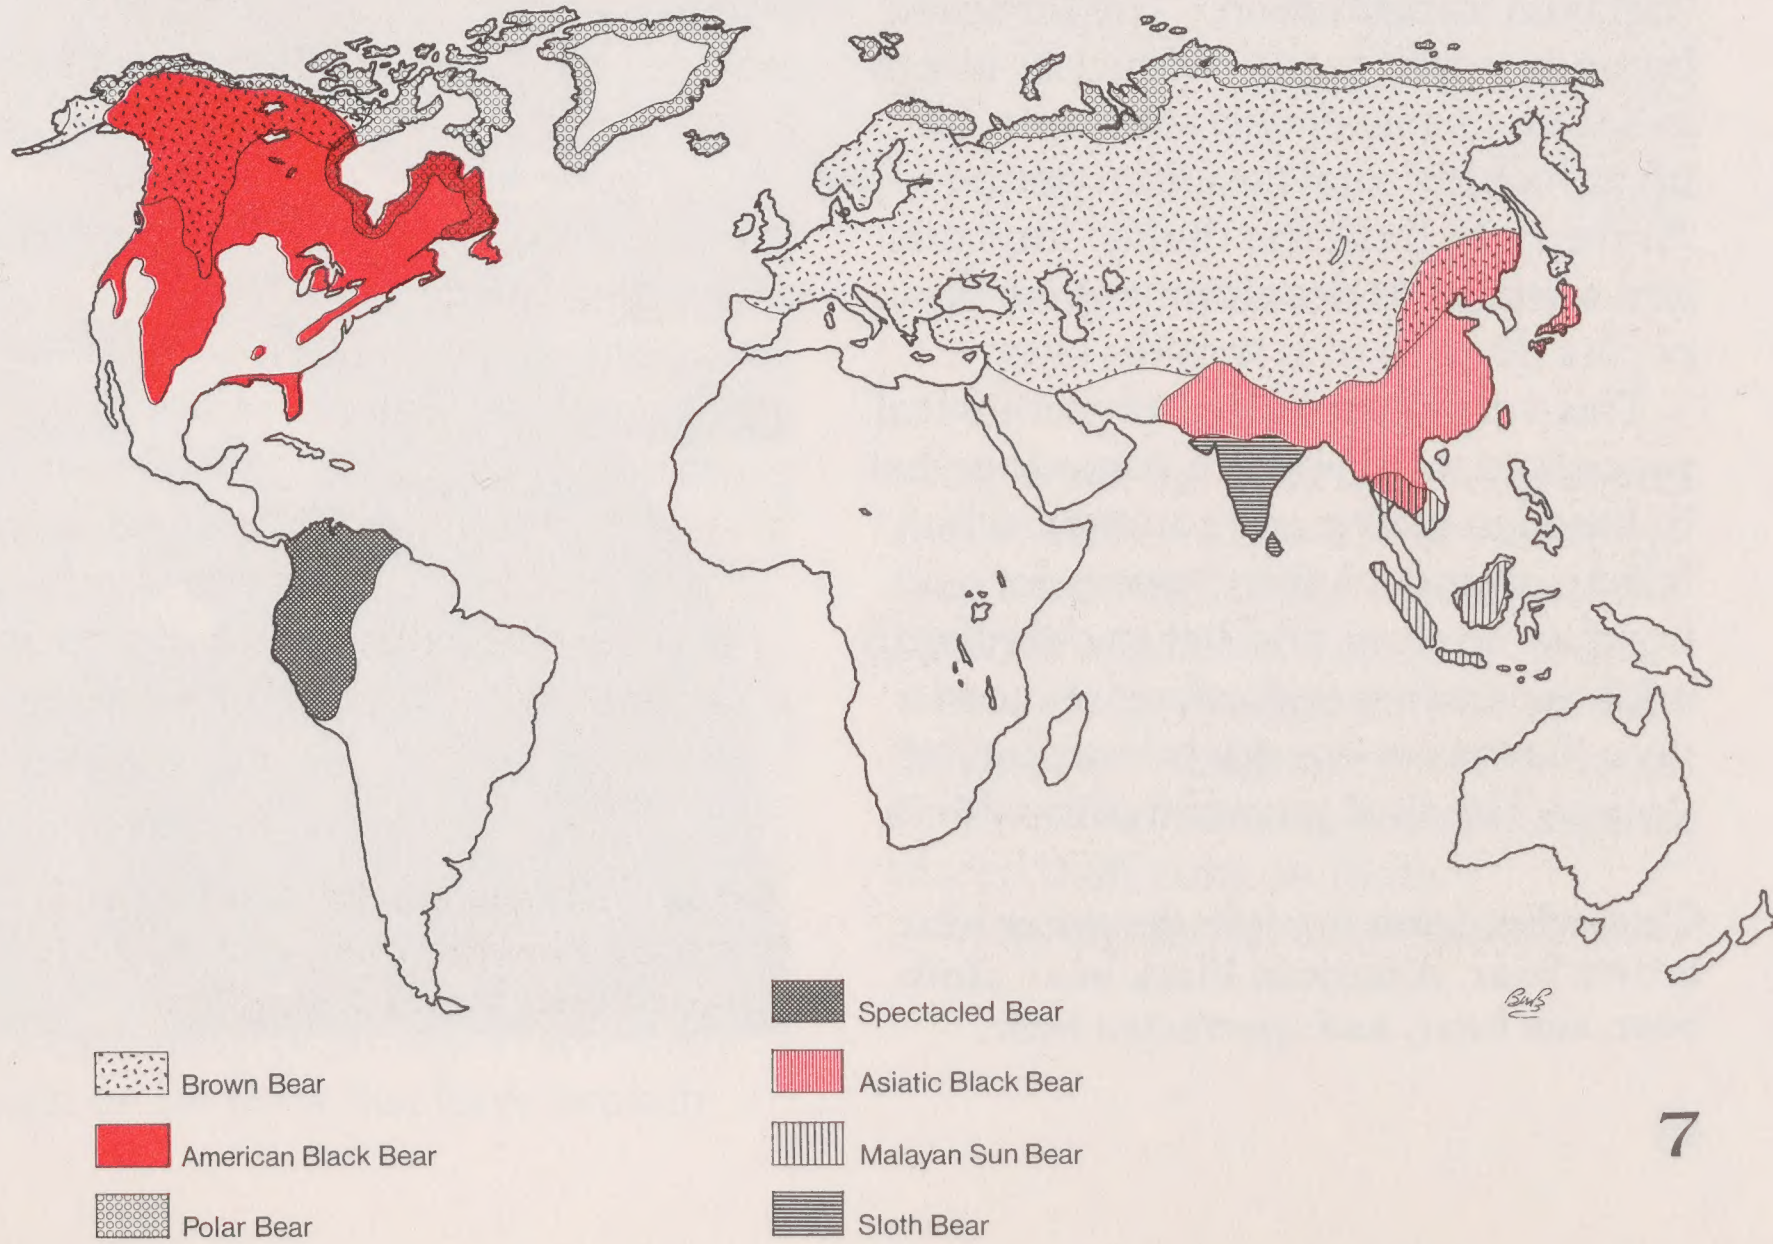 Spectacled Bear
Brown Bear
Asiatic Black Bear
American Black Bear
Malayan Sun Bear
Polar Bear
Sloth Bear
7